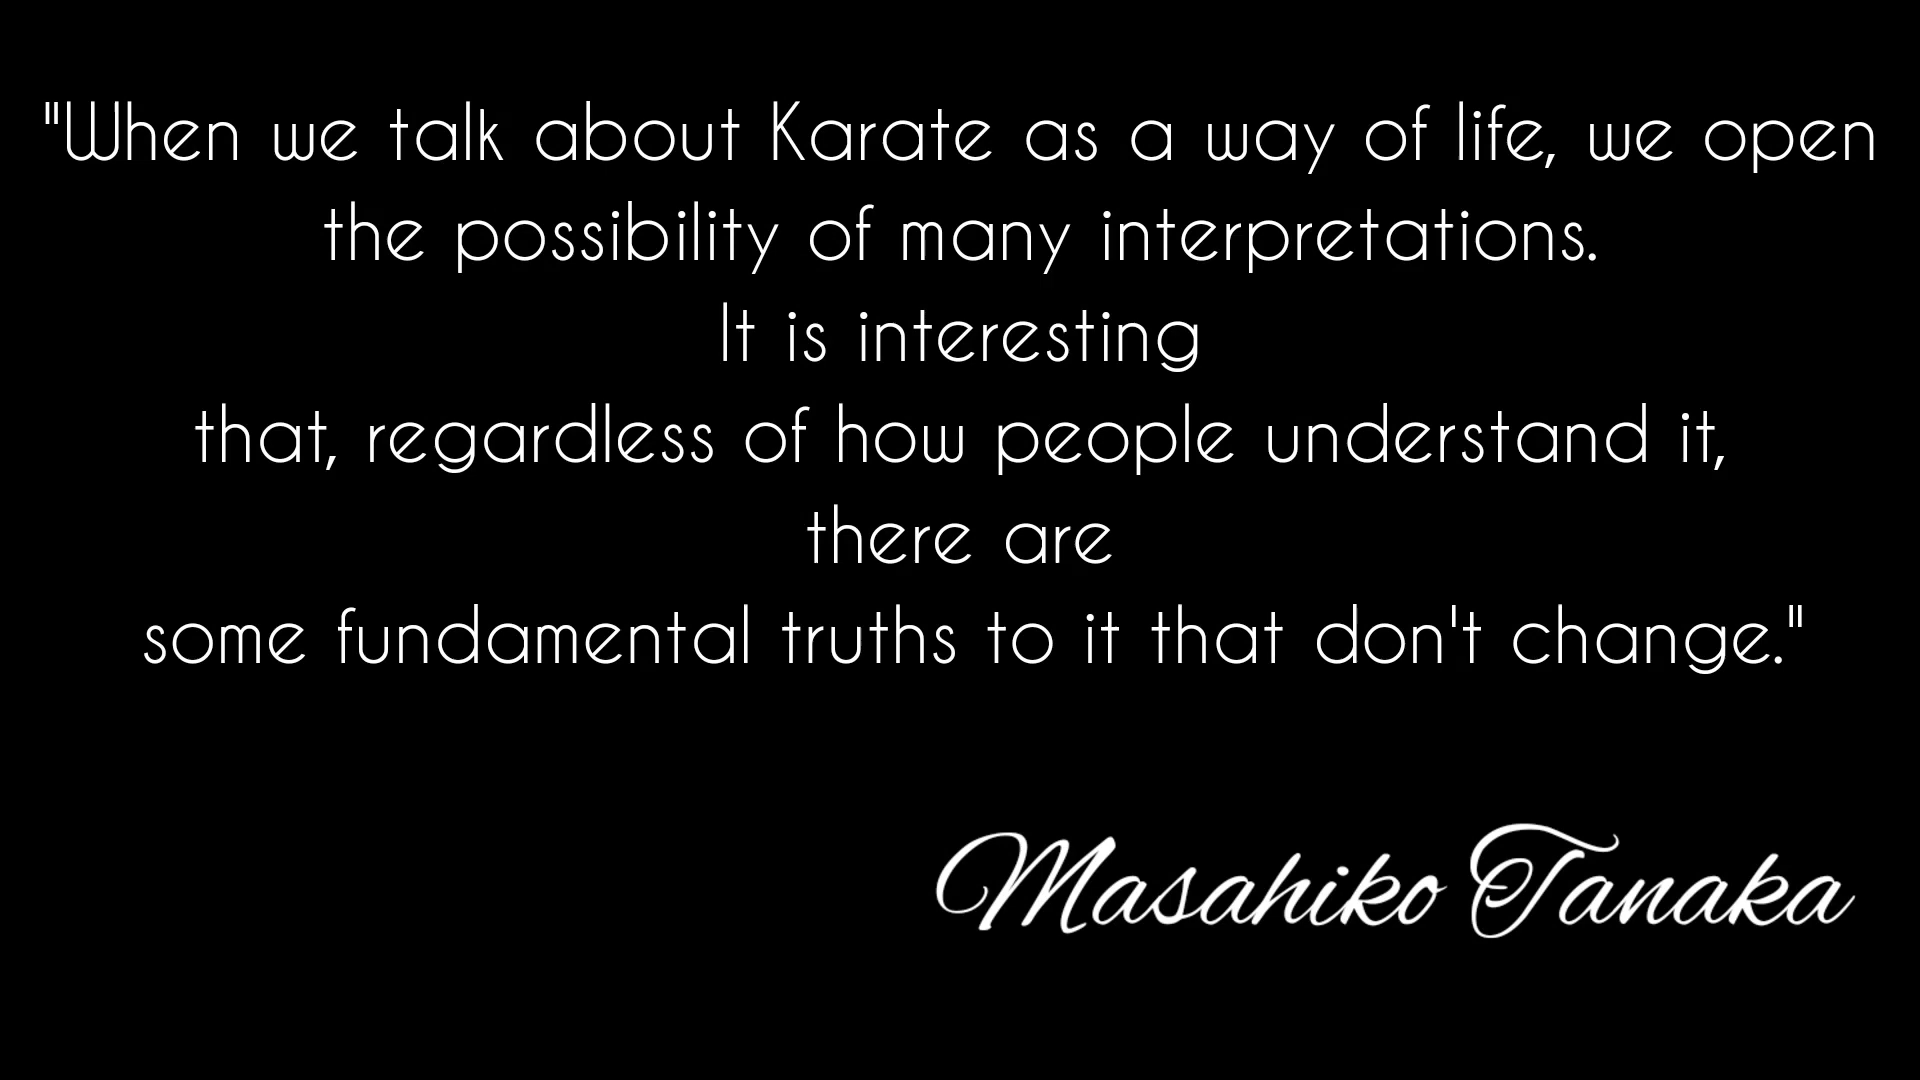 "When we talk about Karate as a way of life, we open
the possibility of many interpretations.
It is interesting
that, regardless of how people understand it,
there are
some fundamental truths to it that don't change."
Masahiko Tanaka